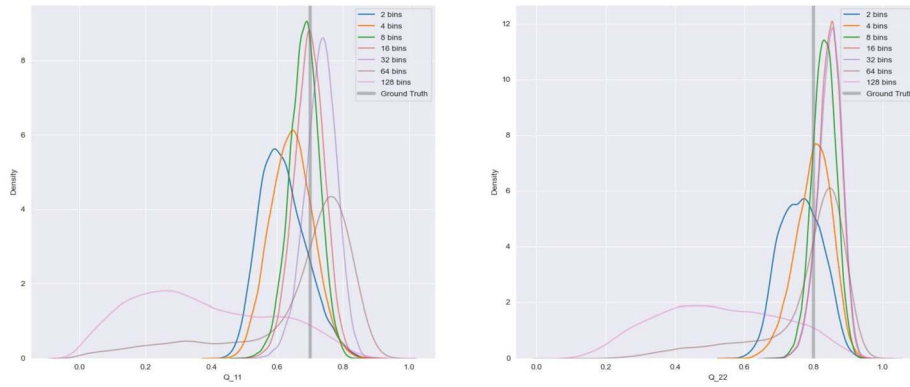 2 bins
4 bins
8 bins
16 bins
32 bins
64 bins
128 bins
Ground Truth
8
6
4
2
0
Density
0.0 0.2 0.4 0.6 0.8 1.0
Q_11
2 bins
4 bins
8 bins
16 bins
32 bins
64 bins
128 bins
Ground Truth
12
10
8
6
4
2
0
Density
0.0 0.2 0.4 0.6 0.8 1.0
Q_22